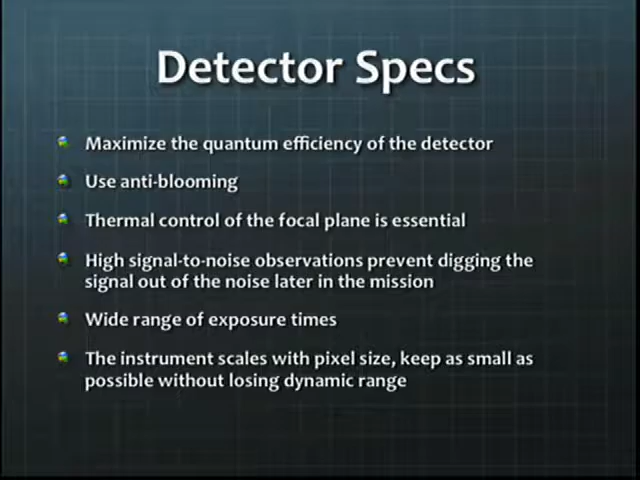 Detector Specs
Maximize the quantum efficiency of the detector
Use anti-blooming
Thermal control of the focal plane is essential
High signal-to-noise observations prevent digging the
signal out of the noise later in the mission
Wide range of exposure times
The instrument scales with pixel size, keep as small as
possible without losing dynamic range